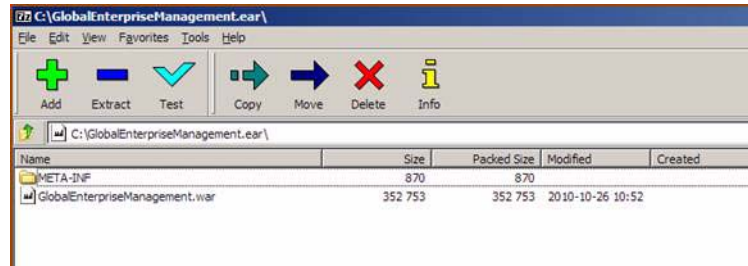 C:\GlobalEnterpriseManagement.ear\
File Edit View Favorites Tools Help
Add Extract Test Copy Move Delete Info
C:\GlobalEnterpriseManagement.ear\
Name Size Packed Size Modified Created
META-INF 870 870
GlobalEnterpriseManagement.war 352 753 352 753 2010-10-26 10:52